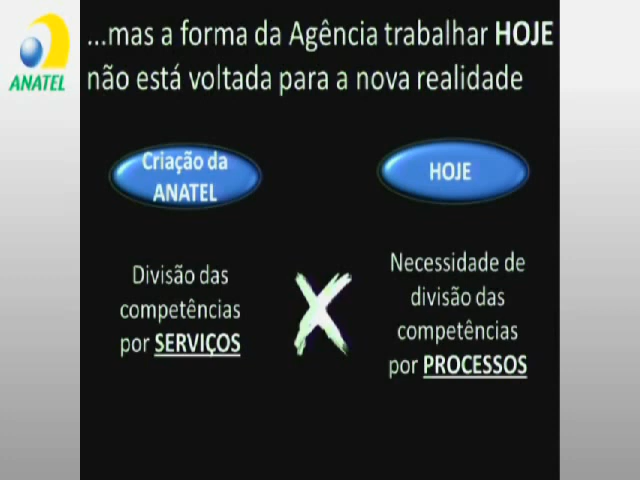 ANATEL
...mas a forma da Agência trabalhar HOJE
não está voltada para a nova realidade
Criação da
ANATEL
HOJE
Divisão das
competências
por SERVIÇOS
X
Necessidade de
divisão das
competências
por PROCESSOS